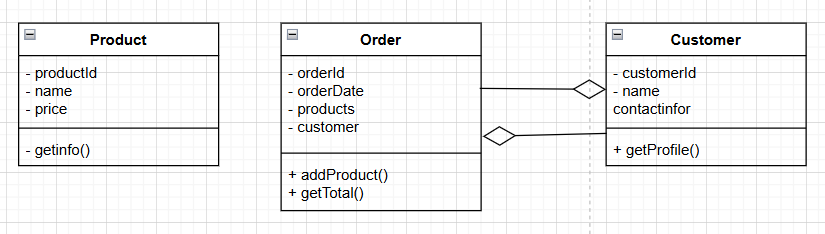 Product
- productId
- name
- price
- getinfo()
Order
- orderId
- orderDate
- products
- customer
+ addProduct()
+ getTotal()
Customer
- customerId
- name
contactinfor
+ getProfile()